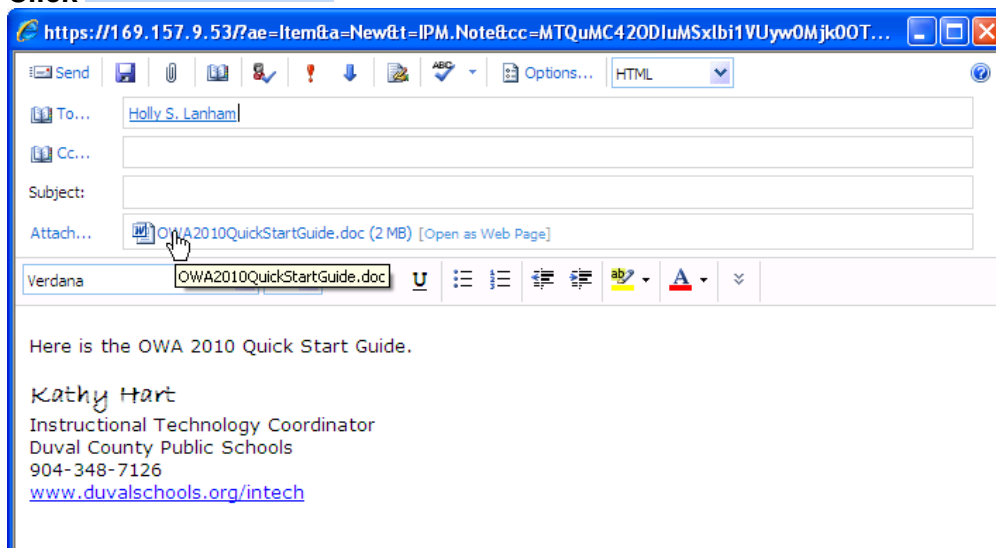 Click
https://169.157.9.53/?ae=Item&a=New&t=IPM.Note&cc=MTQuMC42ODIuMSxlbi1VUyw0Mjk0OT...
Send ABC Options... HTML
To... Holly S. Lanham
Cc...
Subject:
Attach... OWA2010QuickStartGuide.doc (2 MB) [Open as Web Page]
OWA2010QuickStartGuide.doc
Verdana U ab A
Here is the OWA 2010 Quick Start Guide.
Kathy Hart
Instructional Technology Coordinator
Duval County Public Schools
904-348-7126
www.duvalschools.org/intech